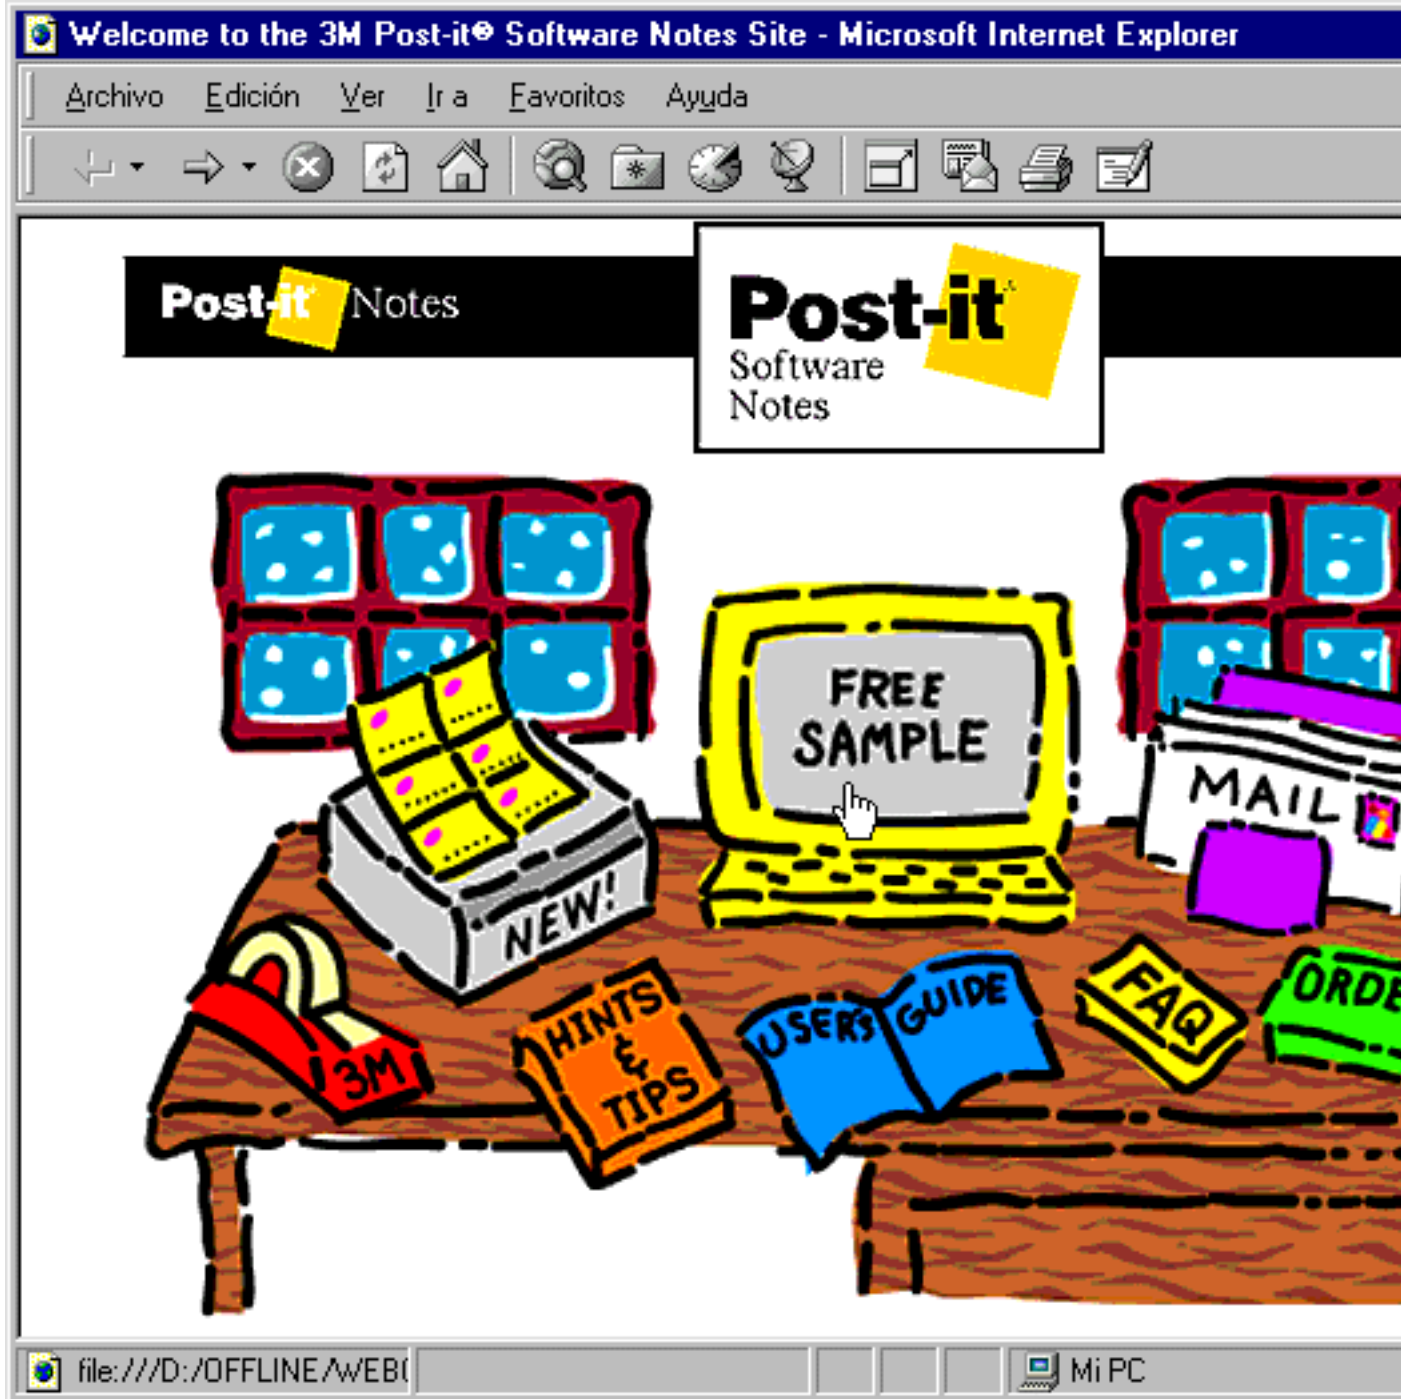 Welcome to the 3M Post-it® Software Notes Site - Microsoft Internet Explorer
Archivo Edición Ver Ir a Favoritos Ayuda
Post-it Notes
Post-it
Software
Notes
FREE
SAMPLE
MAIL
NEW!
3M
HINTS
&
TIPS
USER'S GUIDE
FAQ
ORDE
file:///D:/OFFLINE/WEB(
Mi PC